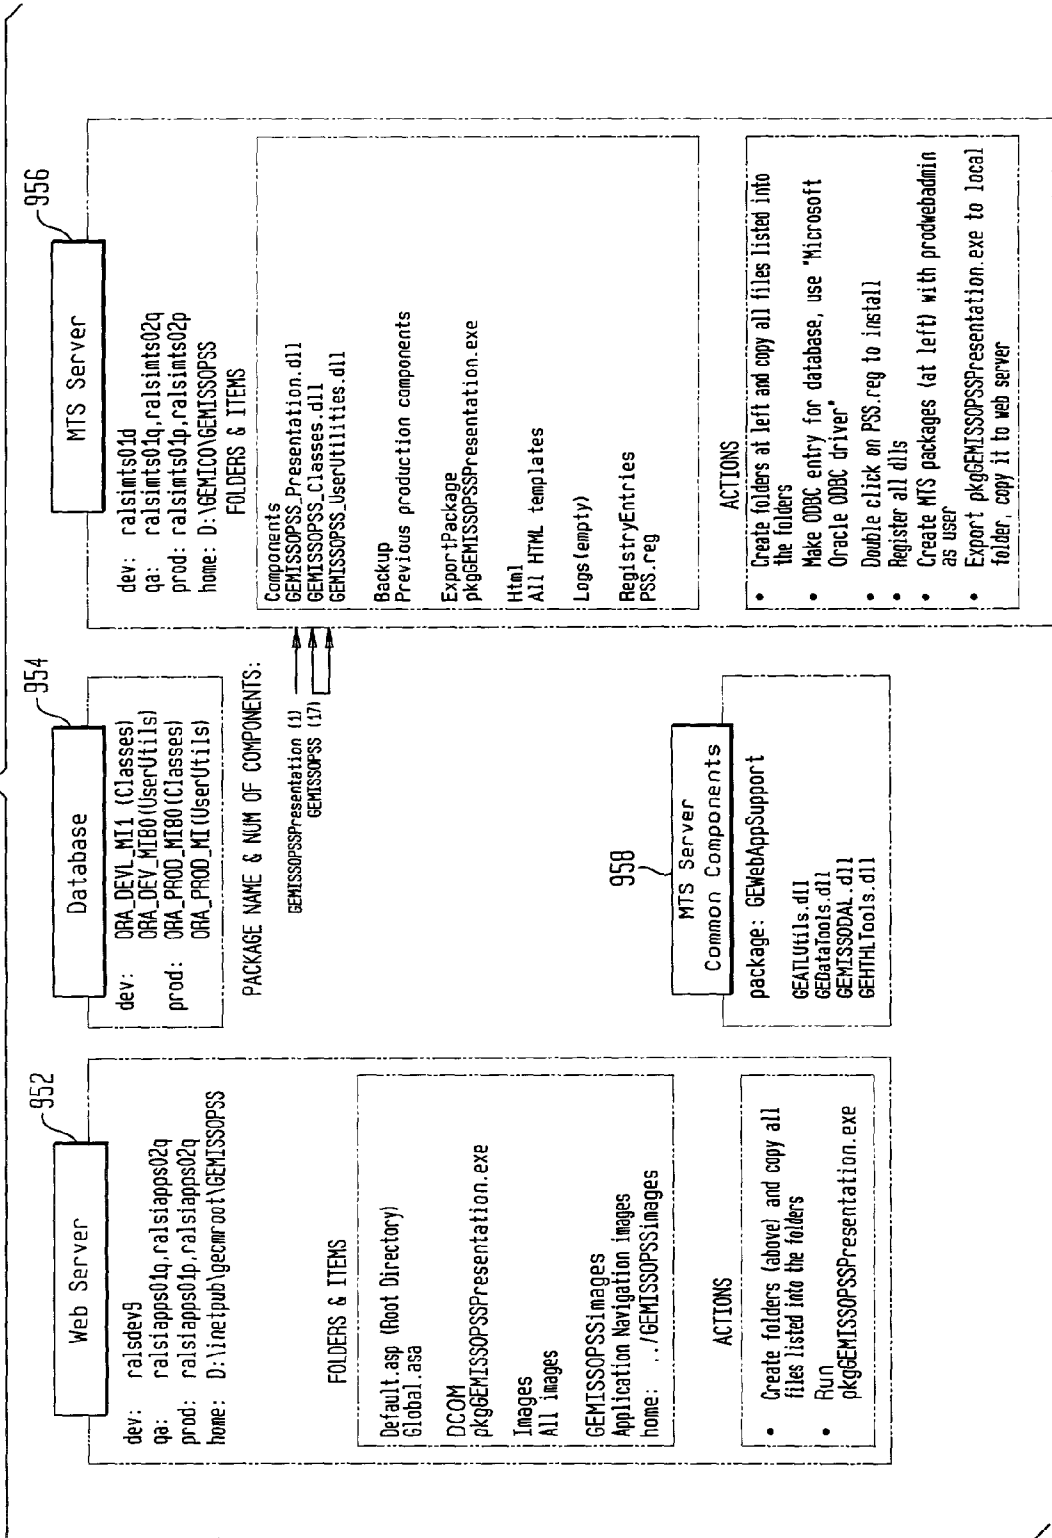 952
Web Server
dev: ralsdev9
qa: ralsiapps01q,ralsiapps02q
prod: ralsiapps01p,ralsiapps02q
home: D:\inetpub\gecmroot\GEMISSOPSS
FOLDERS & ITEMS
Default.asp (Root Directory)
Global.asa
DCOM
pkgGEMISSOPSSPresentation.exe
Images
All images
GEMISSOPSSimages
Application Navigation images
home: ../GEMISSOPSSimages
ACTIONS
• Create folders (above) and copy all
files listed into the folders
• Run
pkgGEMISSOPSSPresentation.exe
954
Database
dev: ORA_DEVL_MI1 (Classes)
ORA_DEV_MIBO(UserUtils)
prod: ORA_PROD_MIBO(Classes)
ORA_PROD_MI(UserUtils)
PACKAGE NAME & NUM OF COMPONENTS:
GEMISSOPSSPresentation (1)
GEMISSOPSS (17)
958
MTS Server
Common Components
package: GEWebAppSupport
GEATLUtils.dll
GEDataTools.dll
GEMISSODAL.dll
GEHTHLTools.dll
956
MTS Server
dev: ralsimts01d
qa: ralsimts01q,ralsimts02q
prod: ralsimts01p,ralsimts02p
home: D:\GEMICO\GEMISSOPSS
FOLDERS & ITEMS
Components
GEMISSOPSS_Presentation.dll
GEMISSOPSS_Classes.dll
GEMISSOPSS_UserUtilities.dll
Backup
Previous production components
ExportPackage
pkgGEMISSOPSSPresentation.exe
Html
All HTML templates
Logs(empty)
RegistryEntries
PSS.reg
ACTIONS
• Create folders at left and copy all files listed into
the folders
• Make ODBC entry for database, use "Microsoft
Oracle ODBC driver"
• Double click on PSS.reg to install
• Register all dlls
• Create MTS packages (at left) with prodwebadmin
as user
• Export pkgGEMISSOPSSPresentation.exe to local
folder, copy it to web server